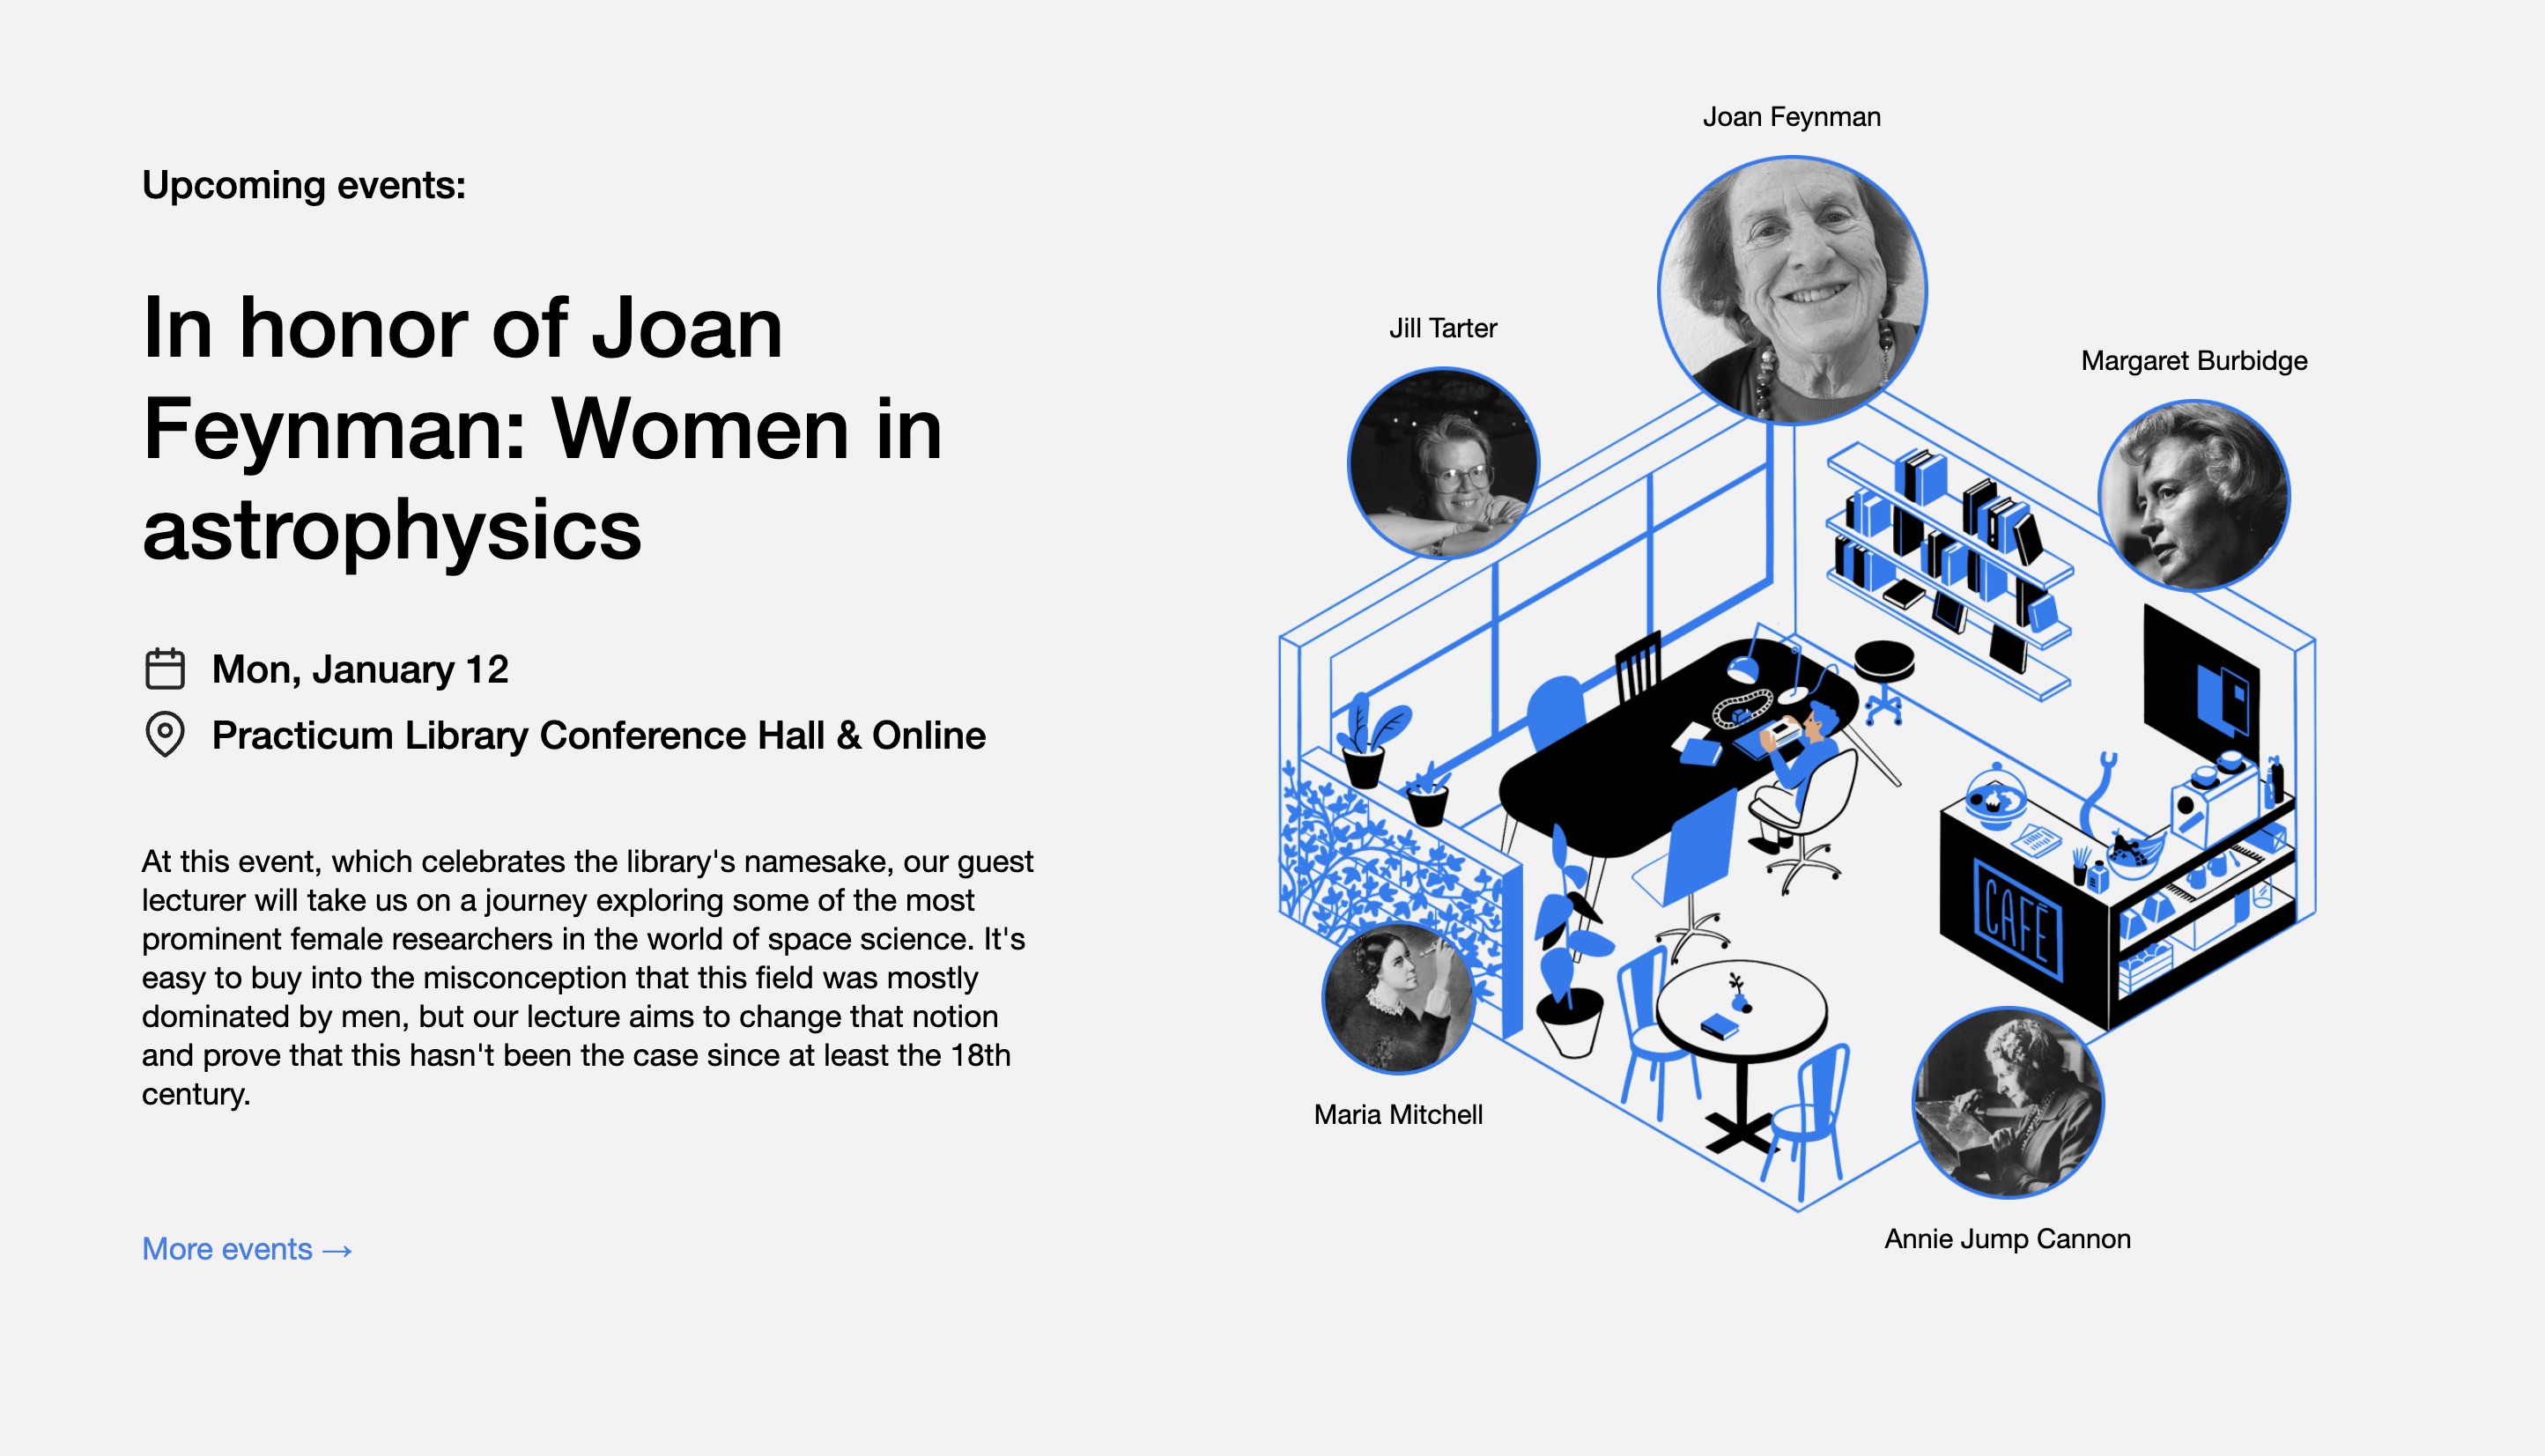 Upcoming events:
In honor of Joan
Feynman: Women in
astrophysics
Mon, January 12
Practicum Library Conference Hall & Online
At this event, which celebrates the library's namesake, our guest
lecturer will take us on a journey exploring some of the most
prominent female researchers in the world of space science. It's
easy to buy into the misconception that this field was mostly
dominated by men, but our lecture aims to change that notion
and prove that this hasn't been the case since at least the 18th
century.
More events →
Joan Feynman
Jill Tarter
Margaret Burbidge
CAFÉ
Maria Mitchell
Annie Jump Cannon